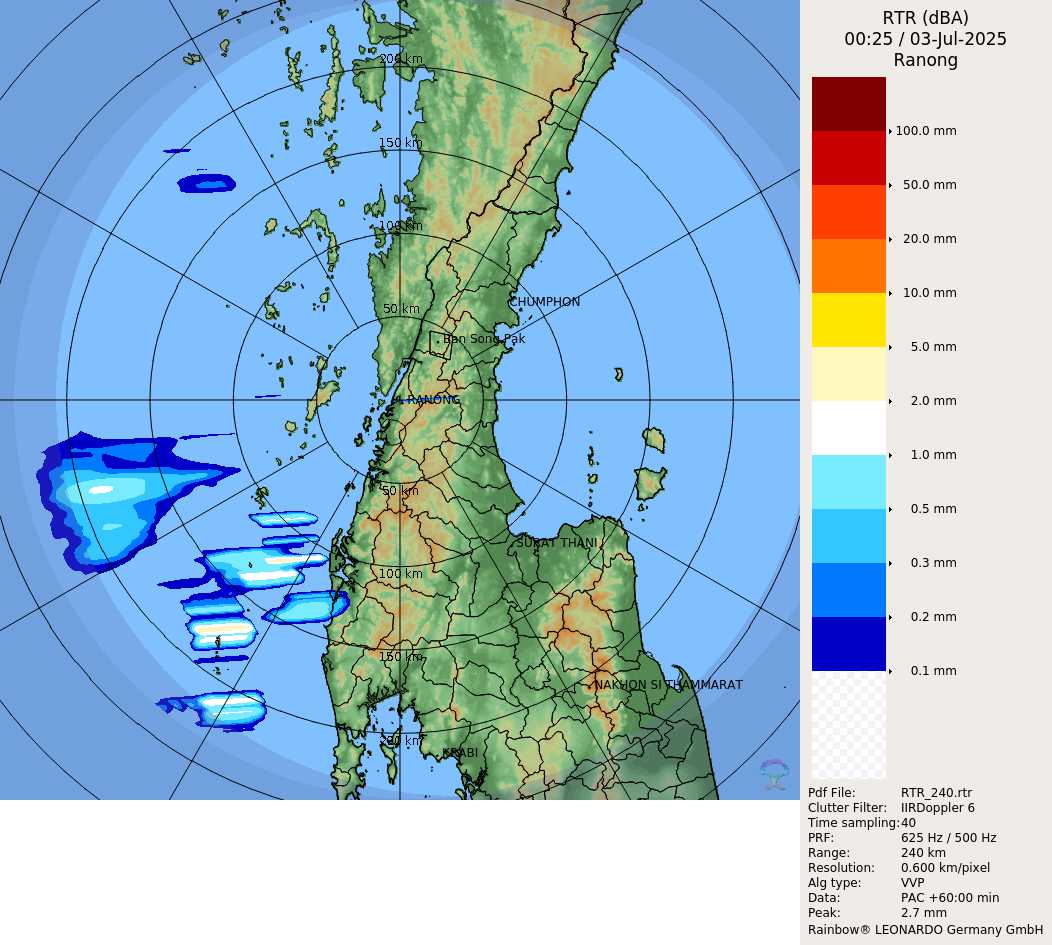 RTR (dBA)
00:25 / 03-Jul-2025
Ranong
200 km
150 km
100 km
50 km
CHUMPHON
Ban Song Pak
RANONG
50 km
SURAT THANI
100 km
150 km
NAKHON SI THAMMARAT
200 km
KRABI
100.0 mm
50.0 mm
20.0 mm
10.0 mm
5.0 mm
2.0 mm
1.0 mm
0.5 mm
0.3 mm
0.2 mm
0.1 mm
Pdf File: RTR_240.rtr
Clutter Filter: IIRDoppler 6
Time sampling:40
PRF: 625 Hz / 500 Hz
Range: 240 km
Resolution: 0.600 km/pixel
Alg type: VVP
Data: PAC +60:00 min
Peak: 2.7 mm
Rainbow® LEONARDO Germany GmbH